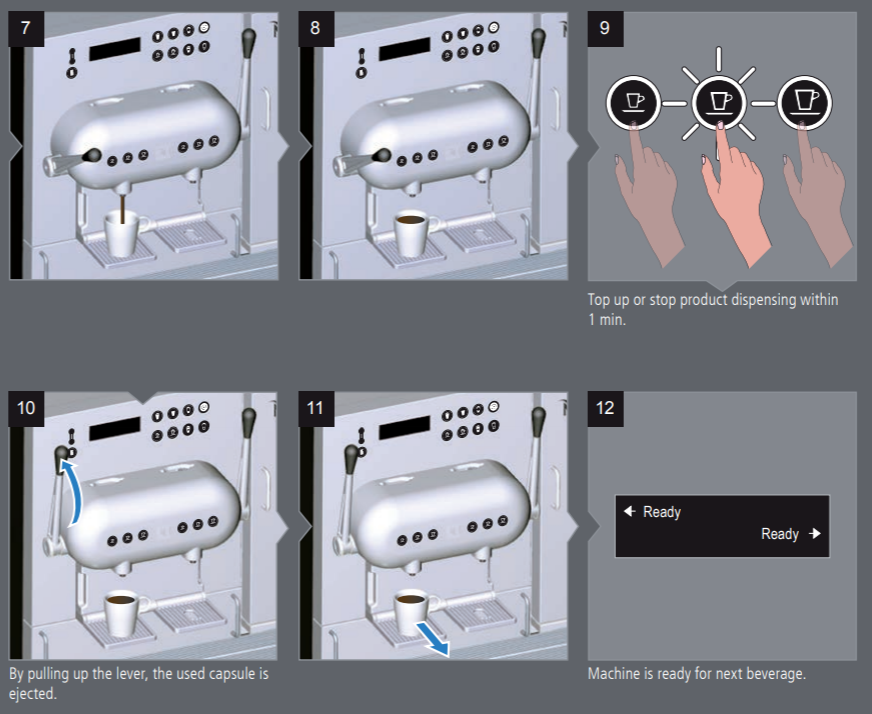 7
8
9
Top up or stop product dispensing within
1 min.
10
11
12
Ready
Ready
By pulling up the lever, the used capsule is
ejected.
Machine is ready for next beverage.